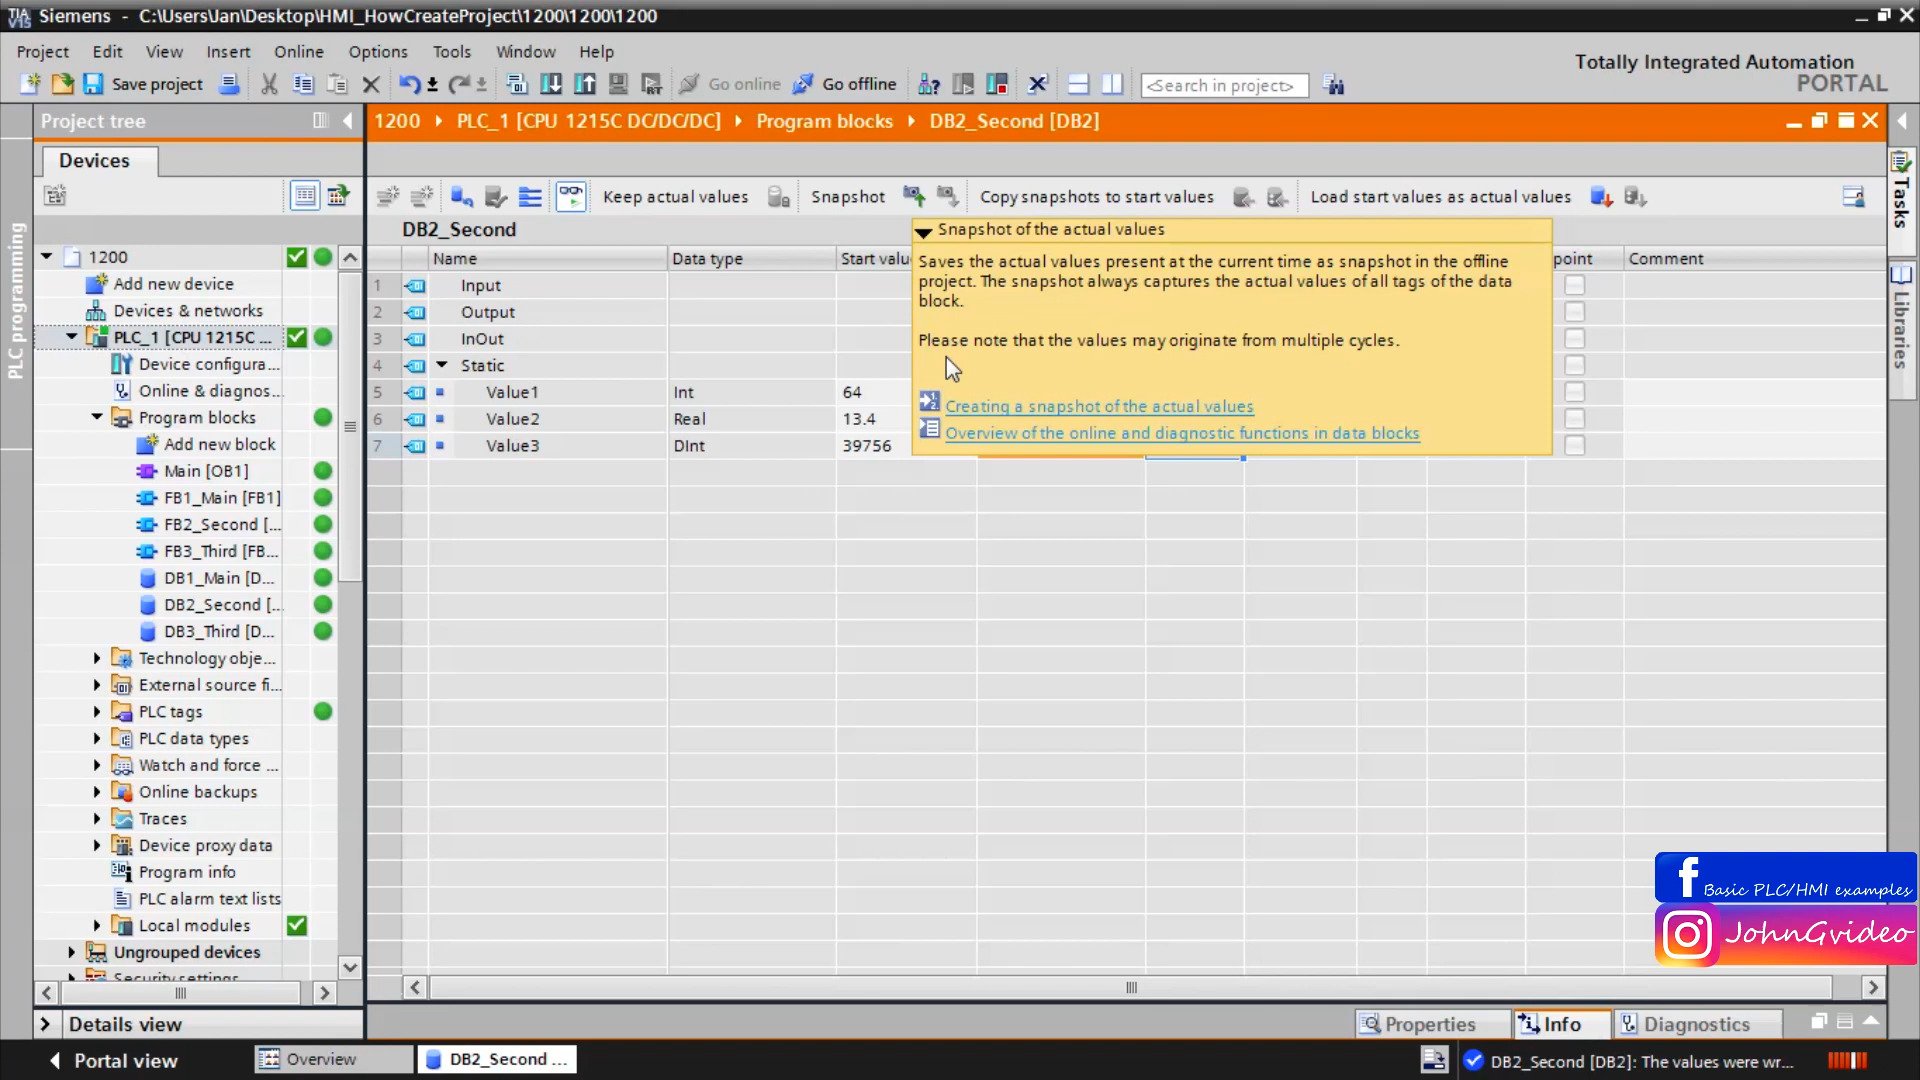 Siemens - C:\Users\Jan\Desktop\HMI_HowCreateProject\1200\1200\1200
Project Edit View Insert Online Options Tools Window Help
Totally Integrated Automation
PORTAL
Save project
Go online
Go offline
<Search in project>
Project tree
1200 PLC_1 [CPU 1215C DC/DC/DC] Program blocks DB2_Second [DB2]
Devices
Keep actual values
Snapshot
Copy snapshots to start values
Load start values as actual values
DB2_Second
Name Data type Start valu point Comment
1 Input
2 Output
3 InOut
4 Static
5 Value1 Int 64
6 Value2 Real 13.4
7 Value3 DInt 39756
Snapshot of the actual values
Saves the actual values present at the current time as snapshot in the offline
project. The snapshot always captures the actual values of all tags of the data
block.
Please note that the values may originate from multiple cycles.
Creating a snapshot of the actual values
Overview of the online and diagnostic functions in data blocks
PLC programming
1200
Add new device
Devices & networks
PLC_1 [CPU 1215C ...
Device configura...
Online & diagnos...
Program blocks
Add new block
Main [OB1]
FB1_Main [FB1]
FB2_Second [...
FB3_Third [FB...
DB1_Main [D...
DB2_Second [...
DB3_Third [D...
Technology obje...
External source fi...
PLC tags
PLC data types
Watch and force ...
Online backups
Traces
Device proxy data
Program info
PLC alarm text lists
Local modules
Ungrouped devices
Security settings
Tasks
Libraries
Basic PLC/HMI examples
JohnGvideo
Details view
Properties
Info
Diagnostics
Portal view
Overview
DB2_Second ...
DB2_Second [DB2]: The values were wr...